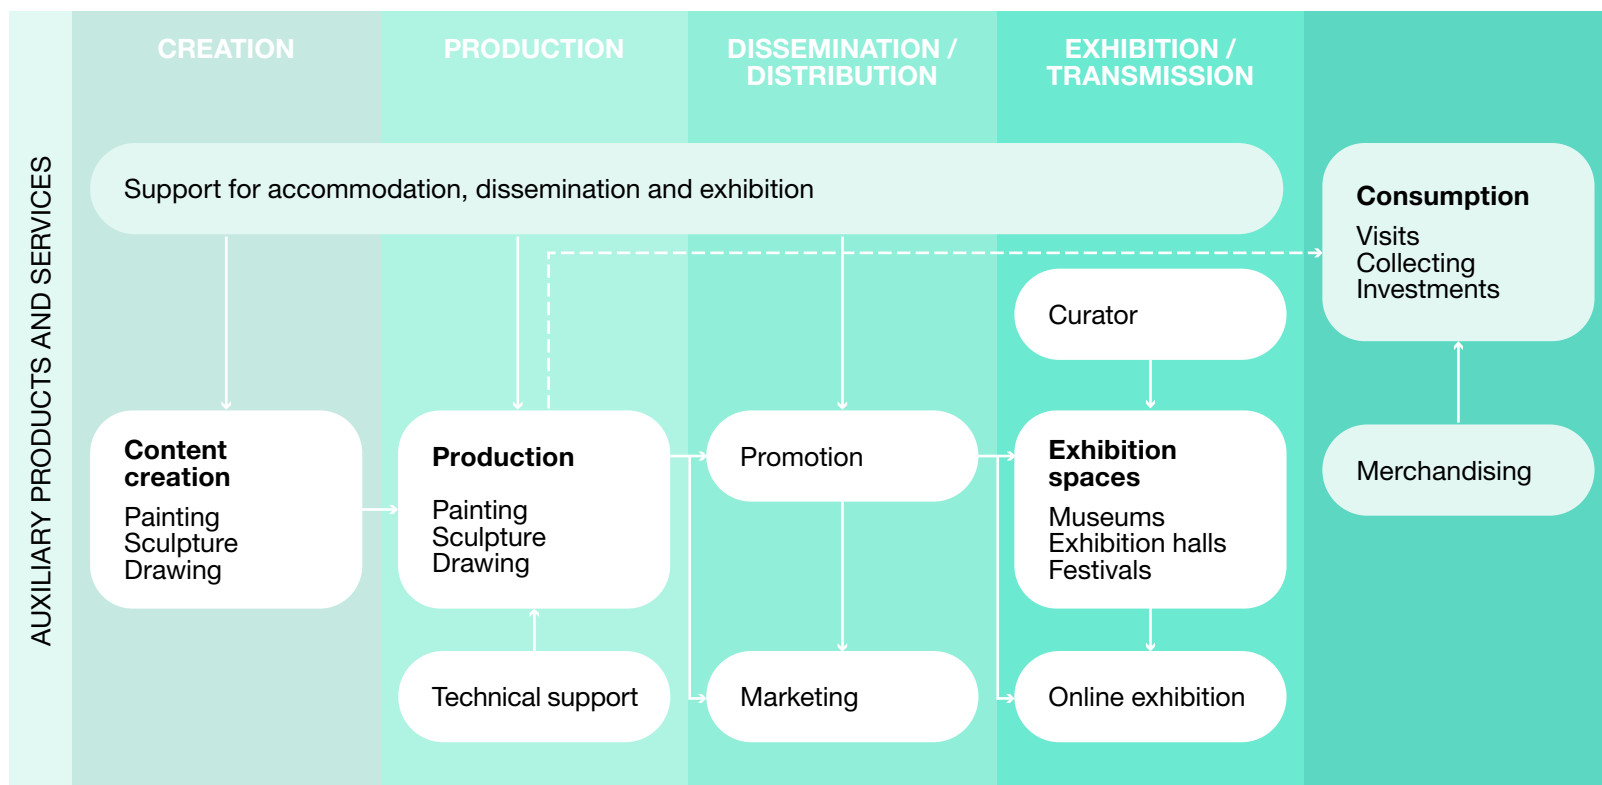 CREATION
PRODUCTION
DISSEMINATION /
DISTRIBUTION
EXHIBITION /
TRANSMISSION
AUXILIARY PRODUCTS AND SERVICES
Support for accommodation, dissemination and exhibition
Consumption
Visits
Collecting
Investments
Curator
Content
creation
Painting
Sculpture
Drawing
Production
Painting
Sculpture
Drawing
Promotion
Exhibition
spaces
Museums
Exhibition halls
Festivals
Merchandising
Technical support
Marketing
Online exhibition